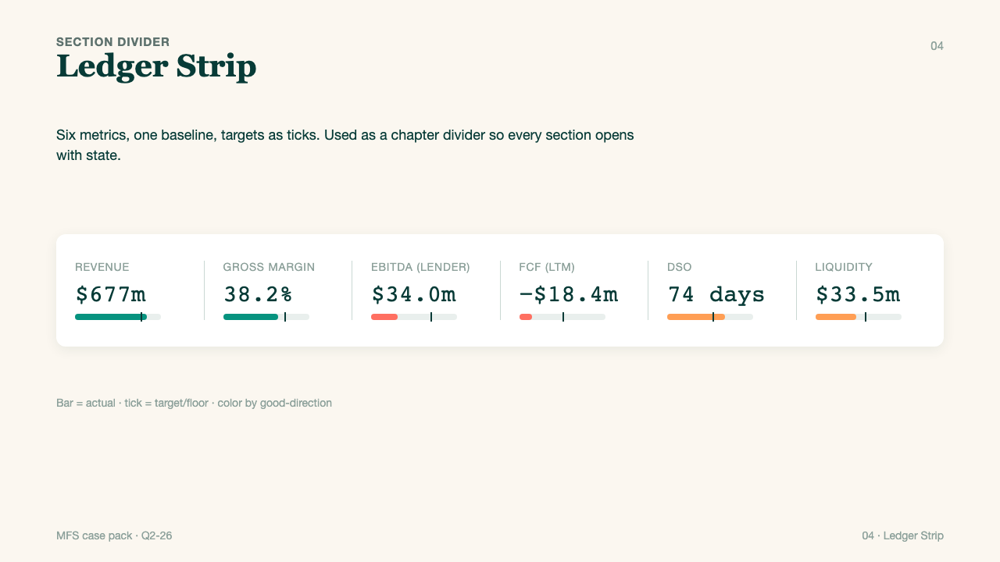 SECTION DIVIDER
Ledger Strip
04
Six metrics, one baseline, targets as ticks. Used as a chapter divider so every section opens
with state.
REVENUE
$677m
GROSS MARGIN
38.2%
EBITDA (LENDER)
$34.0m
FCF (LTM)
−$18.4m
DSO
74 days
LIQUIDITY
$33.5m
Bar = actual · tick = target/floor · color by good-direction
MFS case pack · Q2-26
04 · Ledger Strip